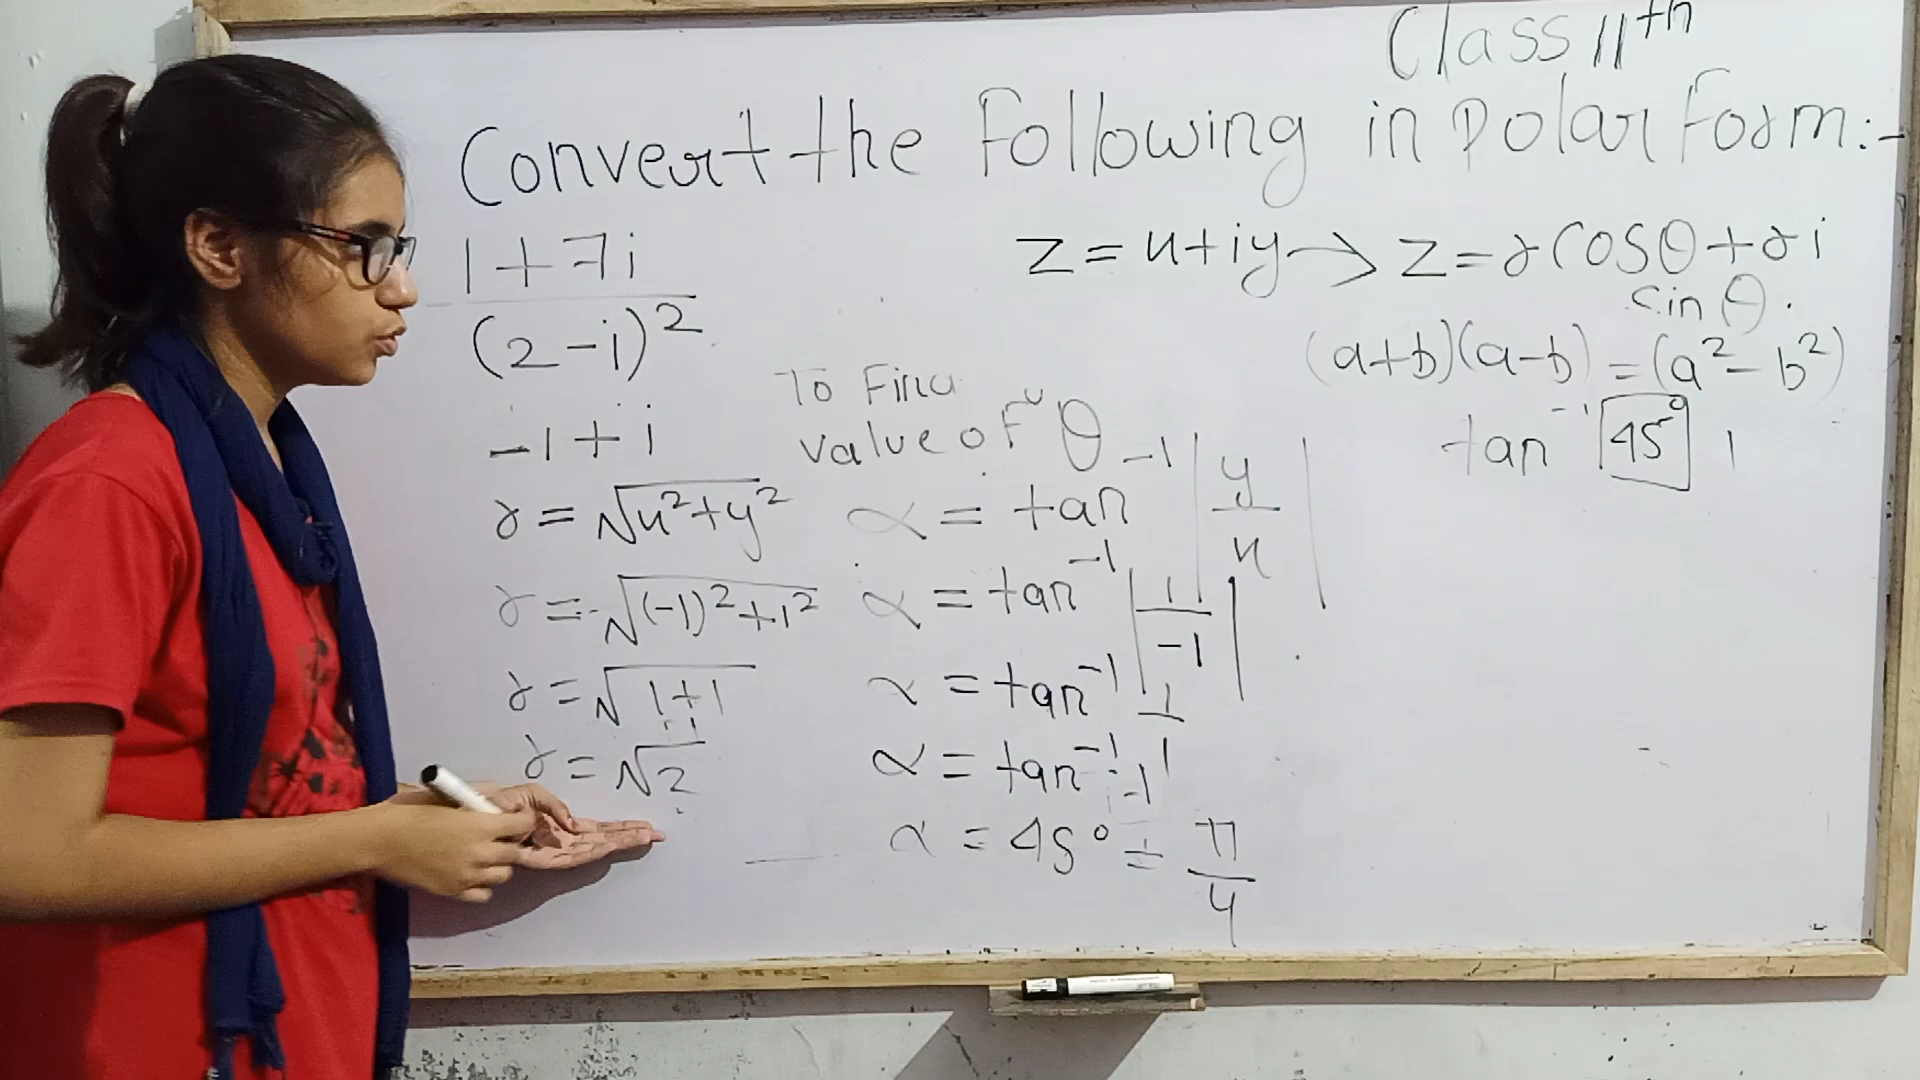 Class 11th
Convert the Following in Polar Form:-
1+7i
(2-i)²
-1+i
r=√x²+y²
r=√(-1)²+1²
r=√1+1
r=√2
To Find
value of θ
α = tan⁻¹ |y/x|
α = tan⁻¹ |1/-1|
α = tan⁻¹ 1
α = tan⁻¹ 1
α = 45° = π/4
z=x+iy→z=rcosθ+ri
sinθ.
(a+b)(a-b) =(a²-b²)
tan⁻¹ 45° 1